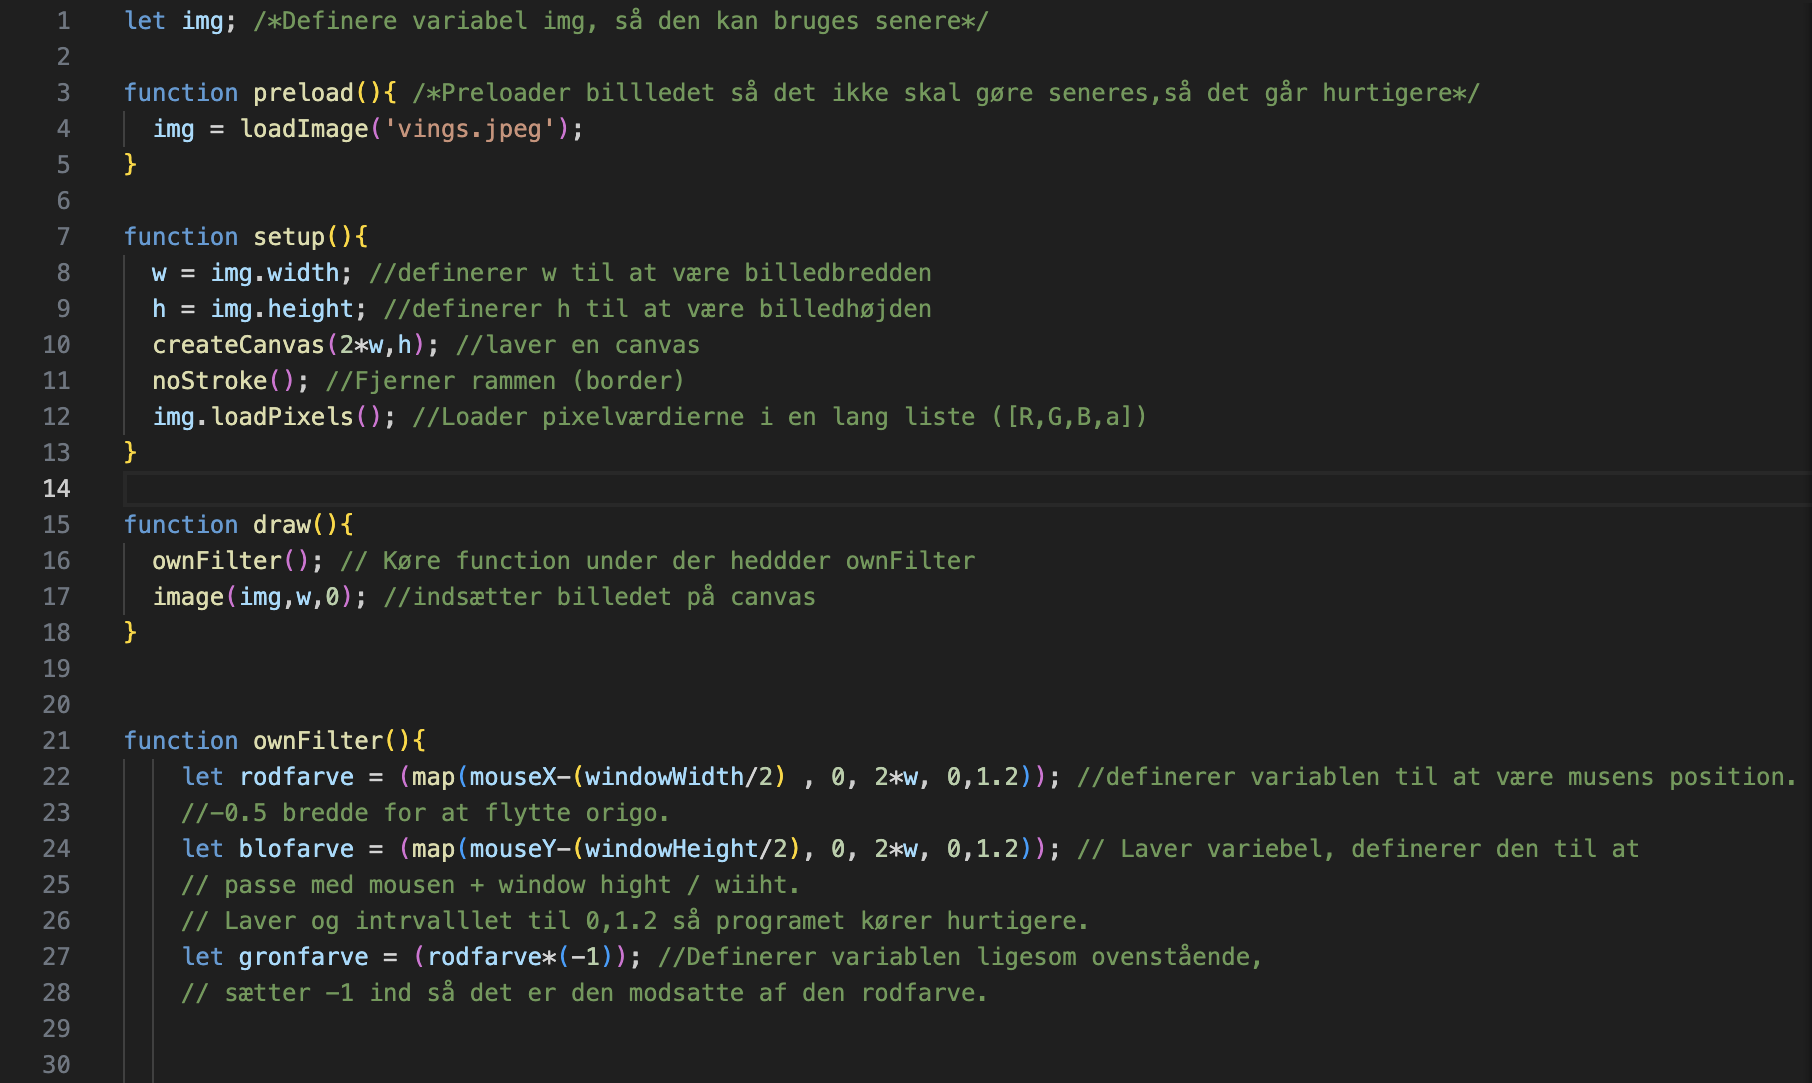 1 let img; /*Definere variabel img, så den kan bruges senere*/
2
3 function preload(){ /*Preloader billledet så det ikke skal gøre seneres,så det går hurtigere*/
4 img = loadImage('vings.jpeg');
5 }
6
7 function setup(){
8 w = img.width; //definerer w til at være billedbredden
9 h = img.height; //definerer h til at være billedhøjden
10 createCanvas(2*w,h); //laver en canvas
11 noStroke(); //Fjerner rammen (border)
12 img.loadPixels(); //Loader pixelværdierne i en lang liste ([R,G,B,a])
13 }
14
15 function draw(){
16 ownFilter(); // Køre function under der heddder ownFilter
17 image(img,w,0); //indsætter billedet på canvas
18 }
19
20
21 function ownFilter(){
22 let rodfarve = (map(mouseX-(windowWidth/2) , 0, 2*w, 0,1.2)); //definerer variablen til at være musens position.
23 //-0.5 bredde for at flytte origo.
24 let blofarve = (map(mouseY-(windowHeight/2), 0, 2*w, 0,1.2)); // Laver variebel, definerer den til at
25 // passe med mousen + window hight / wiiht.
26 // Laver og intrvalllet til 0,1.2 så programet kører hurtigere.
27 let gronfarve = (rodfarve*(-1)); //Definerer variablen ligesom ovenstående,
28 // sætter -1 ind så det er den modsatte af den rodfarve.
29
30